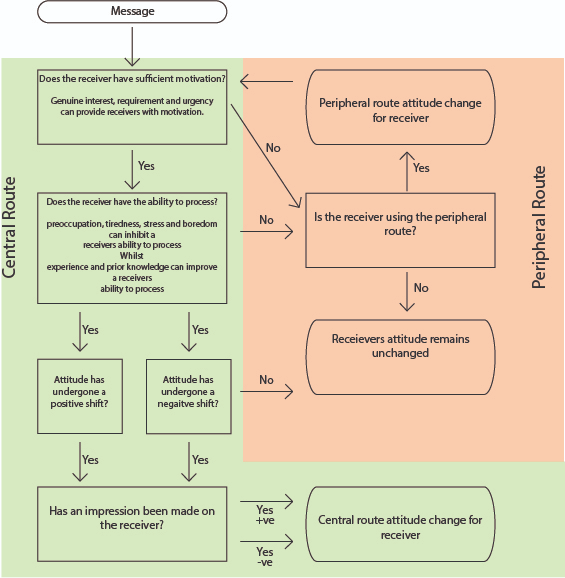 Message
Does the receiver have sufficient motivation?
Genuine interest, requirement and urgency
can provide receivers with motivation.
Peripheral route attitude change
for receiver
No
Yes
Yes
Does the receiver have the ability to process?
preoccupation, tiredness, stress and boredom
can inhibit a
receivers ability to process
Whilst
experience and prior knowledge can improve
a receivers
ability to process
No
Is the receiver using the peripheral
route?
Central Route
Peripheral Route
No
Yes
Yes
Receievers attitude remains
unchanged
Attitude has
undergone a
positive shift?
Attitude has
undergone a
negaitve shift?
No
Yes
Yes
Has an impression been made on
the receiver?
Yes
+ve
Yes
-ve
Central route attitude change for
receiver